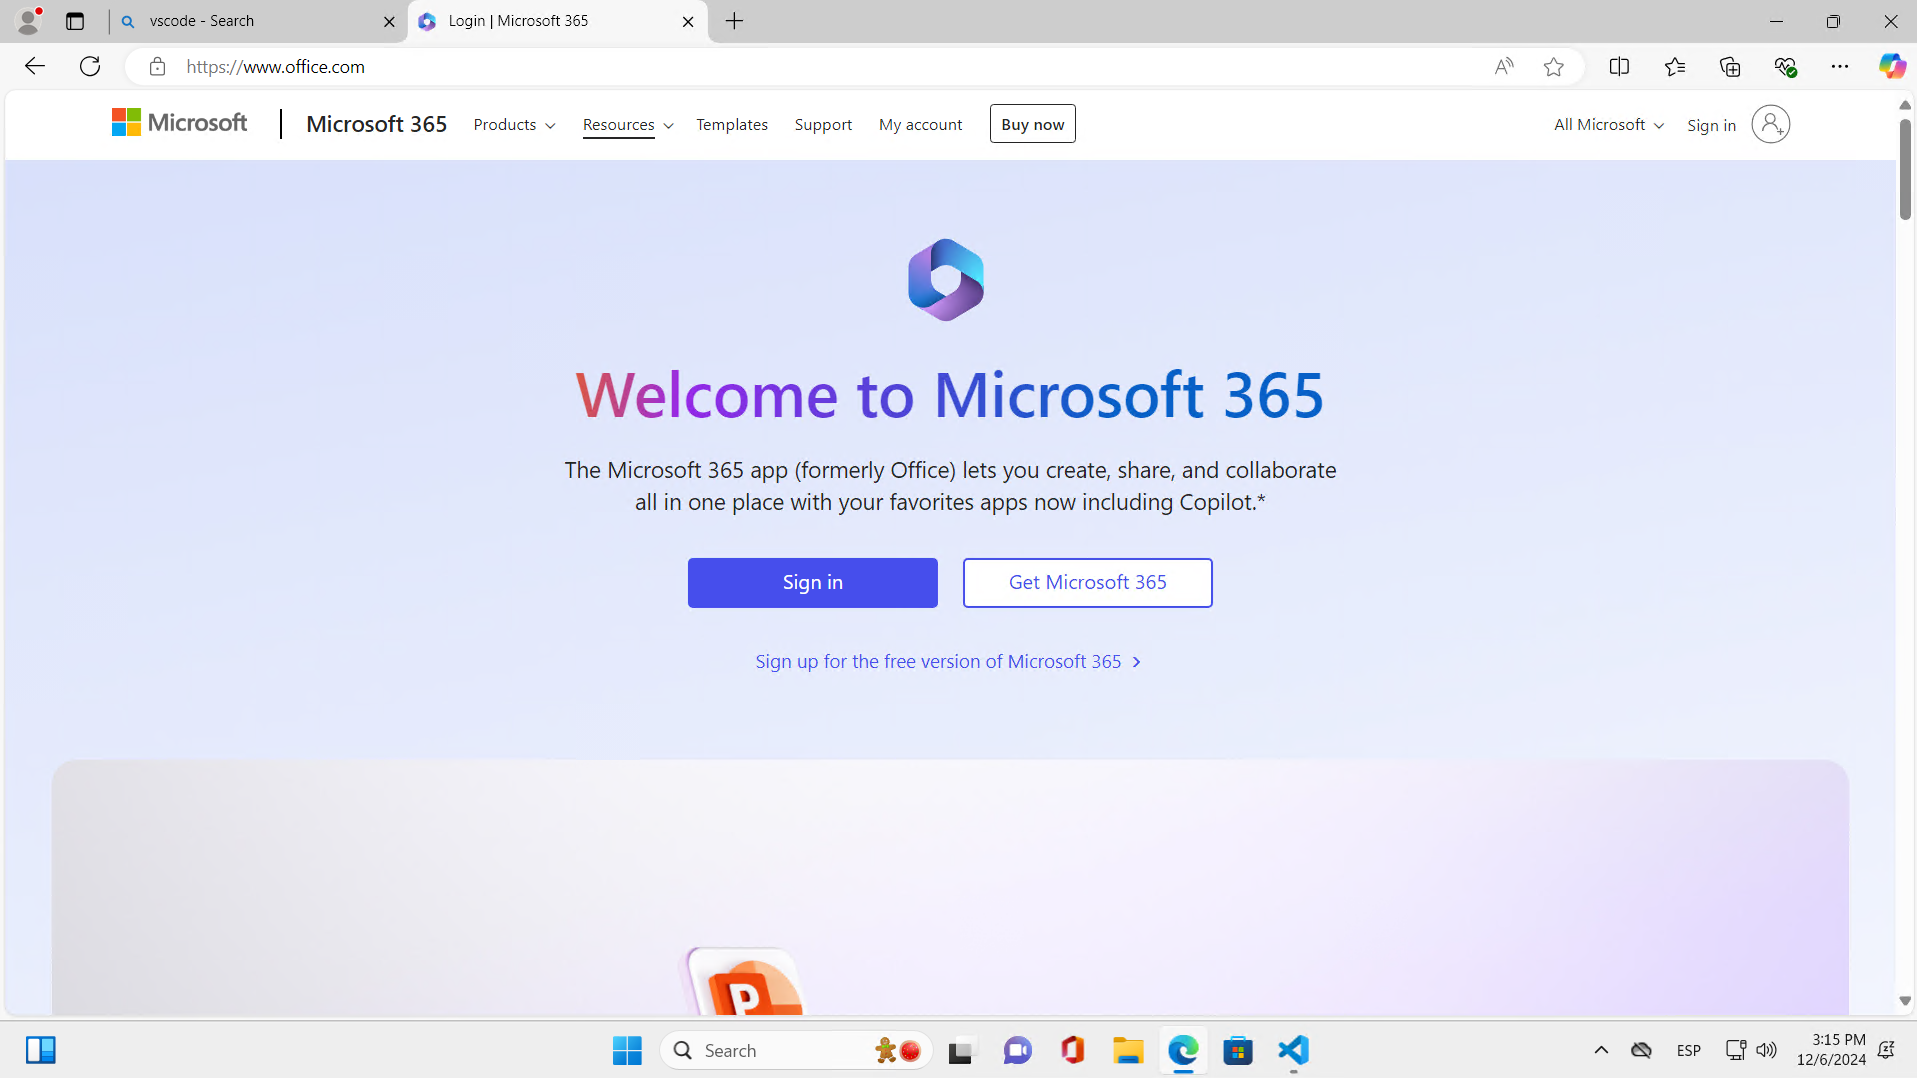 vscode - Search
Login | Microsoft 365
https://www.office.com
Microsoft
Microsoft 365
Products
Resources
Templates
Support
My account
Buy now
All Microsoft
Sign in
Welcome to Microsoft 365
The Microsoft 365 app (formerly Office) lets you create, share, and collaborate
all in one place with your favorites apps now including Copilot.*
Sign in
Get Microsoft 365
Sign up for the free version of Microsoft 365
P
Search
ESP
3:15 PM
12/6/2024